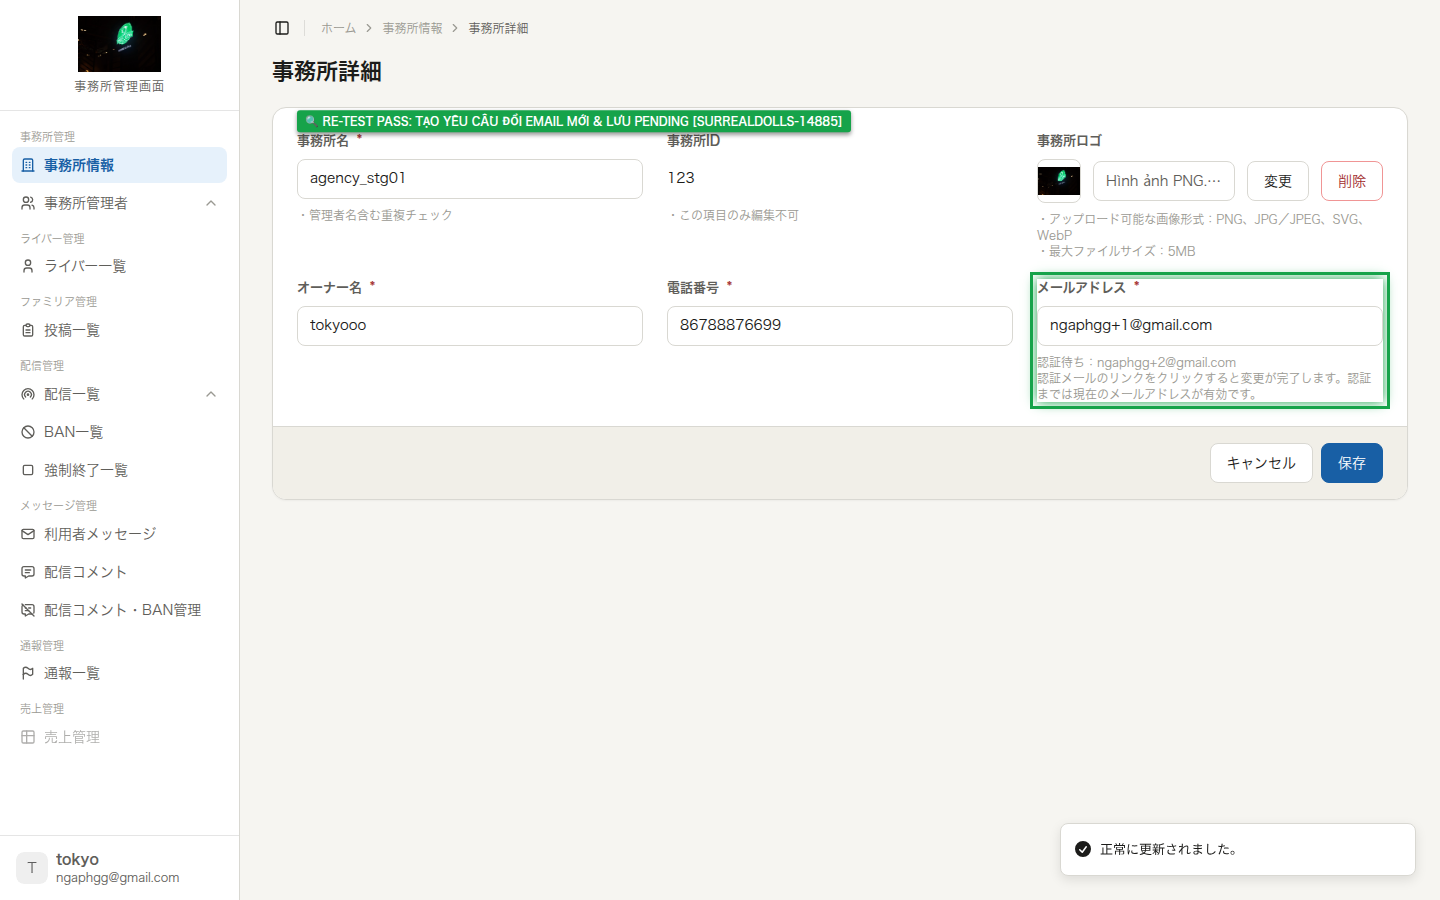 事務所管理画面
事務所管理
事務所情報
事務所管理者
ライバー管理
ライバー一覧
ファミリア管理
投稿一覧
配信管理
配信一覧
BAN一覧
強制終了一覧
メッセージ管理
利用者メッセージ
配信コメント
配信コメント・BAN管理
通報管理
通報一覧
売上管理
売上管理
T
tokyo
ngaphgg@gmail.com
ホーム > 事務所情報 > 事務所詳細
事務所詳細
🔍 RE-TEST PASS: TẠO YÊU CẦU ĐỔI EMAIL MỚI & LƯU PENDING [SURREALDOLLS-14885]
事務所名 *
agency_stg01
・管理者名含む重複チェック
事務所ID
123
・この項目のみ編集不可
事務所ロゴ
Hình ảnh PNG.… 変更 削除
・アップロード可能な画像形式：PNG、JPG／JPEG、SVG、
WebP
・最大ファイルサイズ：5MB
オーナー名 *
tokyooo
電話番号 *
86788876699
メールアドレス *
ngaphgg+1@gmail.com
認証待ち：ngaphgg+2@gmail.com
認証メールのリンクをクリックすると変更が完了します。認証
までは現在のメールアドレスが有効です。
キャンセル 保存
正常に更新されました。